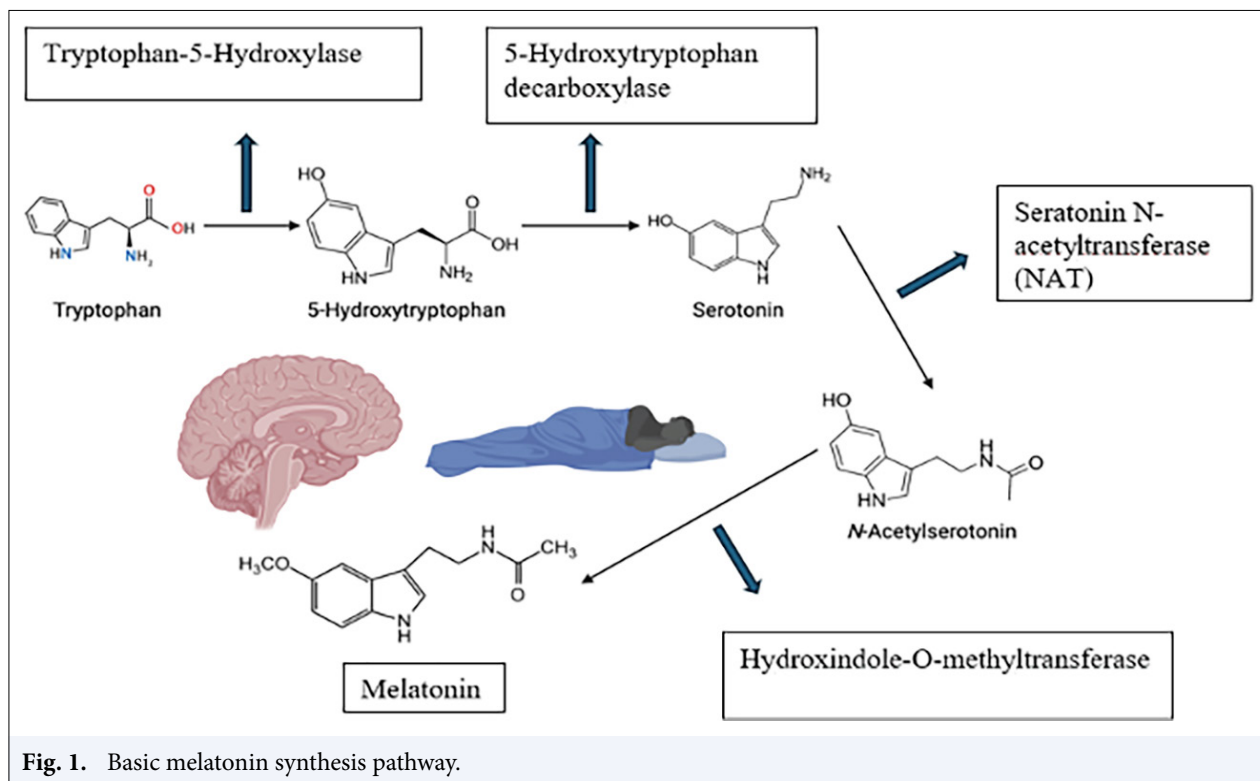 Tryptophan-5-Hydroxylase
5-Hydroxytryptophan
decarboxylase
O
OH
NH₂
HN
Tryptophan
HO
O
OH
NH₂
HN
5-Hydroxytryptophan
NH₂
HO
N
H
Serotonin
Seratonin N-
acetyltransferase
(NAT)
HO
H
N
O
HN
N-Acetylserotonin
H
N
CH₃
H₃CO
O
N
H
Melatonin
Hydroxindole-O-methyltransferase
Fig. 1. Basic melatonin synthesis pathway.